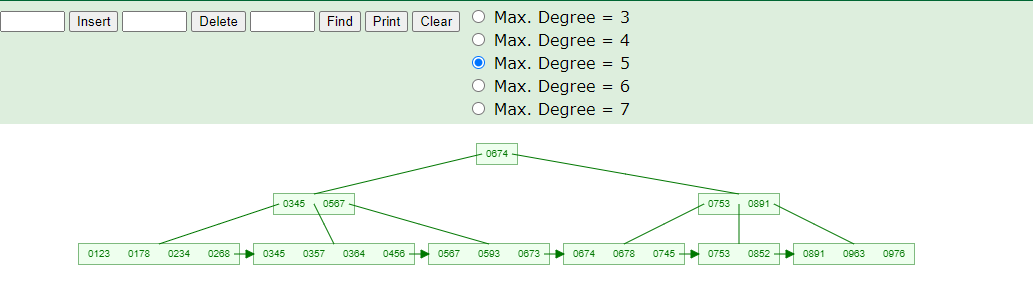 Insert Delete Find Print Clear
Max. Degree = 3
Max. Degree = 4
Max. Degree = 5
Max. Degree = 6
Max. Degree = 7
0674
0345 0567 0753 0891
0123 0178 0234 0268 0345 0357 0364 0456 0567 0593 0673 0674 0678 0745 0753 0852 0891 0963 0976